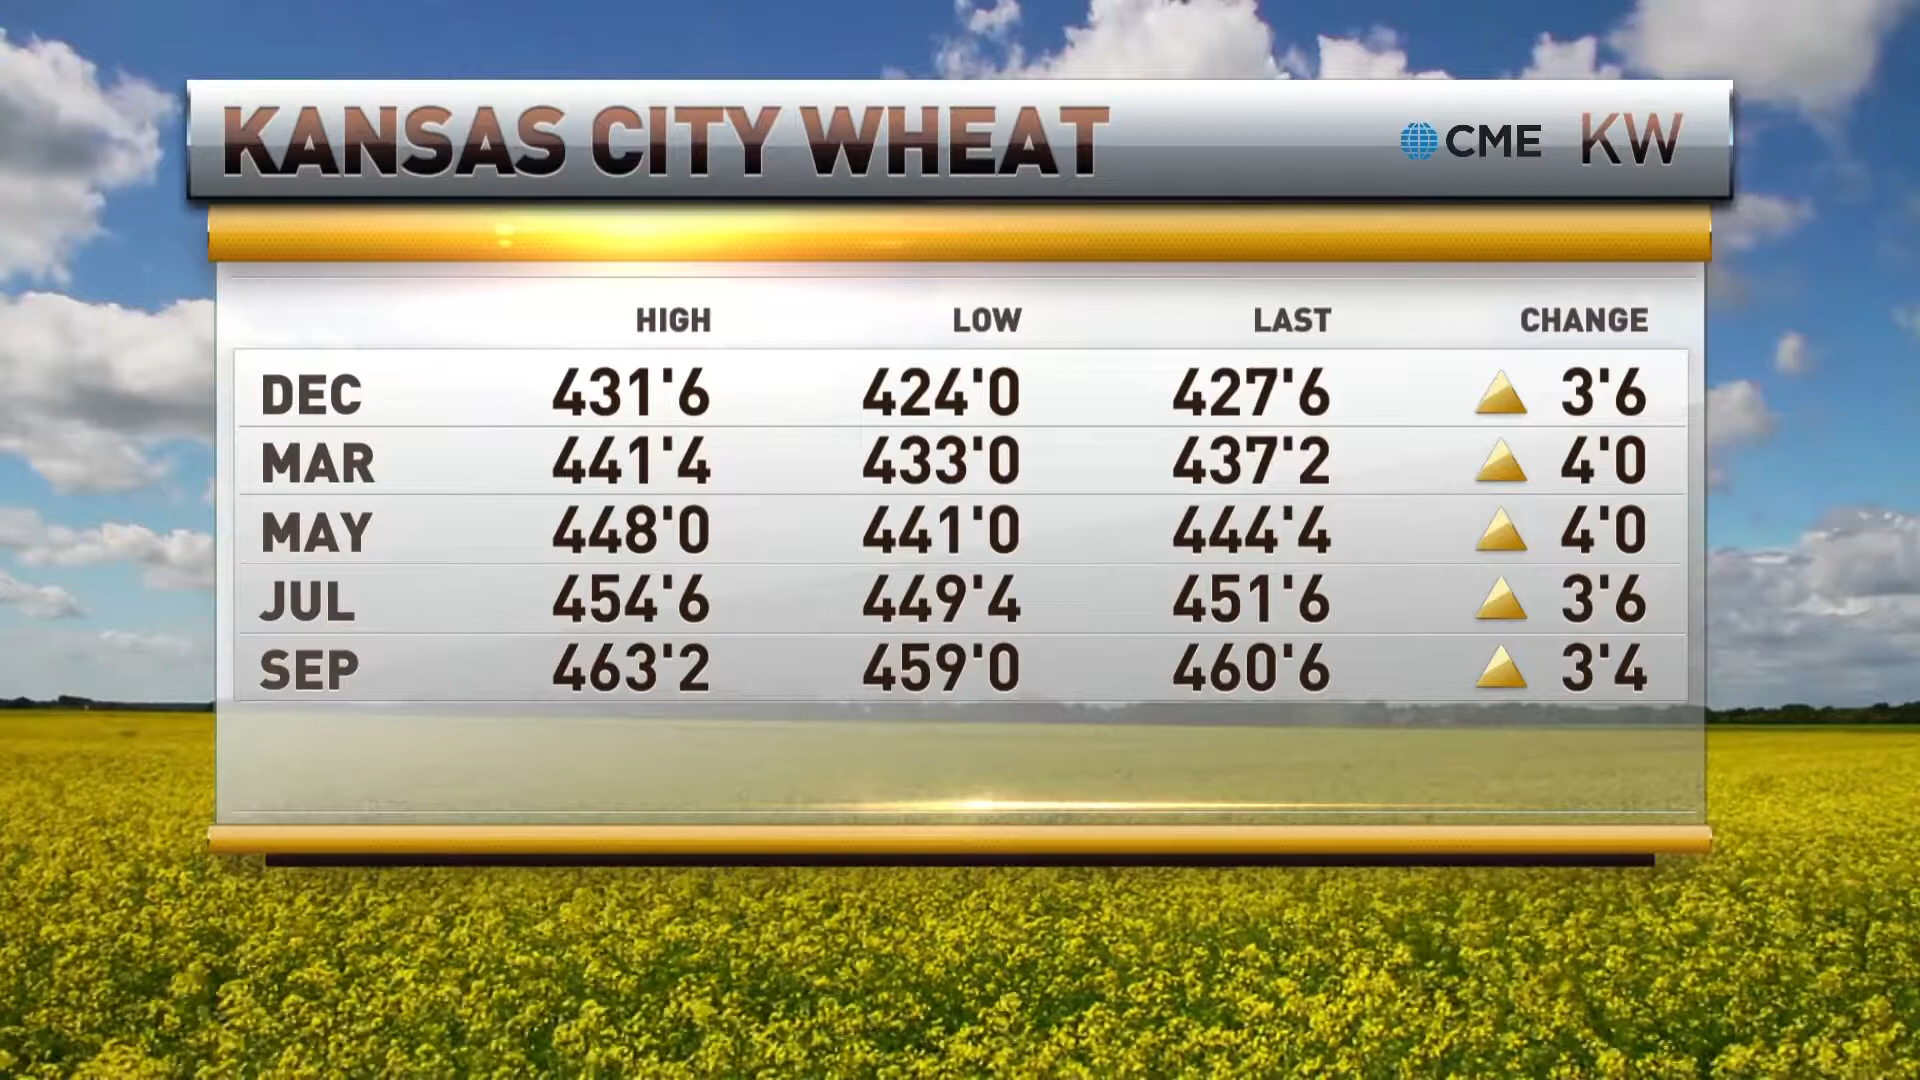 KANSAS CITY WHEAT CME KW
HIGH LOW LAST CHANGE
DEC 431'6 424'0 427'6 3'6
MAR 441'4 433'0 437'2 4'0
MAY 448'0 441'0 444'4 4'0
JUL 454'6 449'4 451'6 3'6
SEP 463'2 459'0 460'6 3'4